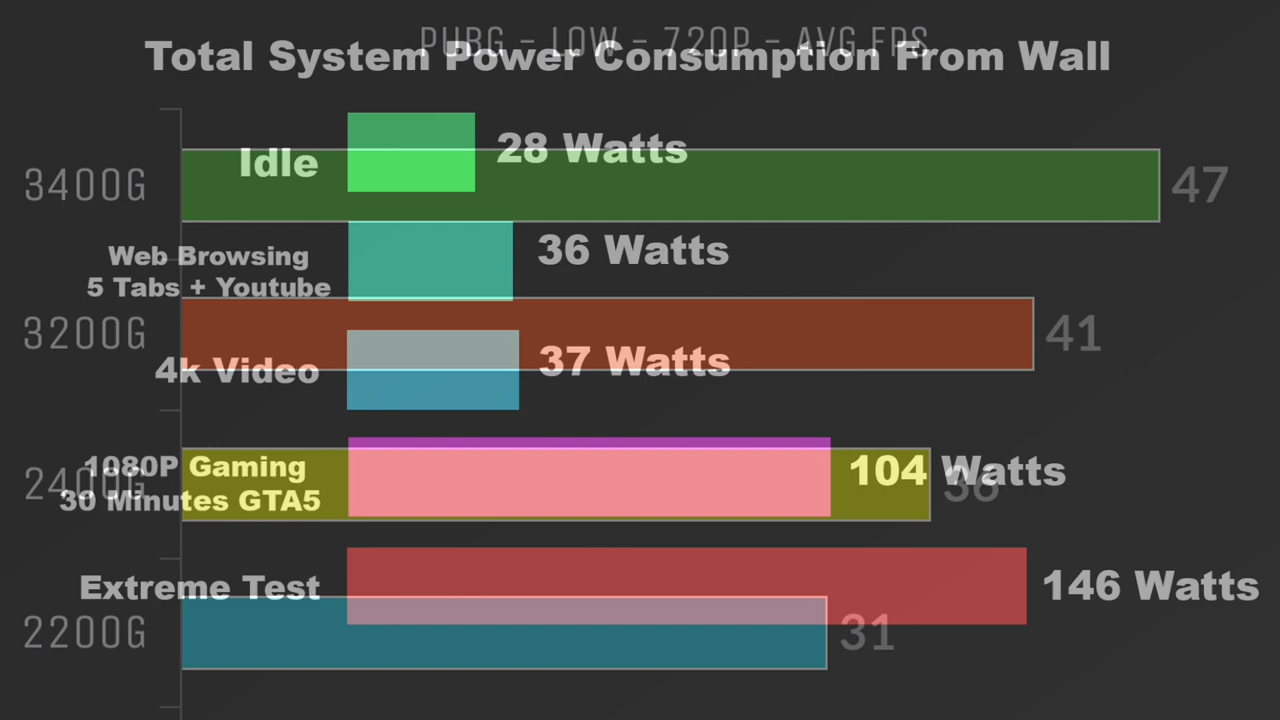 PUBG - LOW - 720P - AVG FPS
Total System Power Consumption From Wall
Idle
28 Watts
3400G
47
Web Browsing
5 Tabs + Youtube
36 Watts
3200G
41
4k Video
37 Watts
1080P Gaming
30 Minutes GTA5
104 Watts
2400G
36
Extreme Test
146 Watts
2200G
31